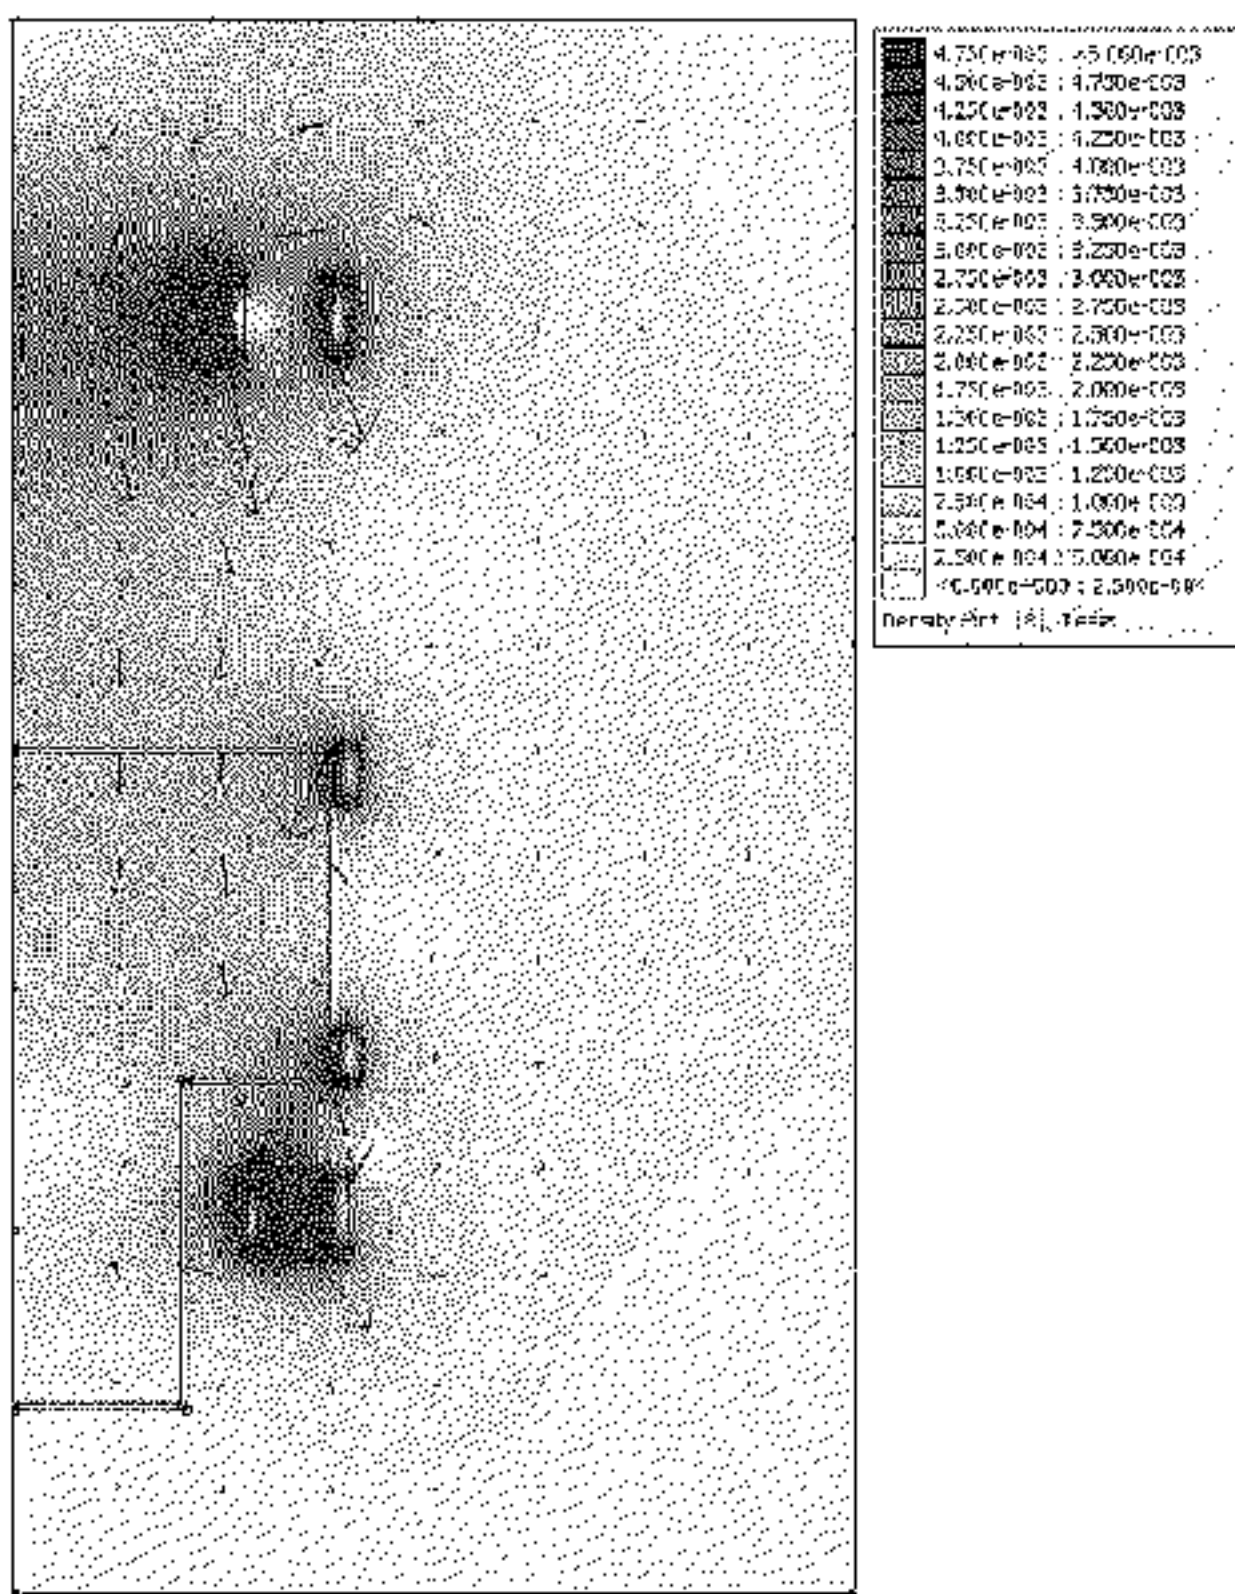 4.750e-003 : >5.000e-003
4.500e-003 : 4.750e-003
4.250e-003 : 4.500e-003
4.000e-003 : 4.250e-003
3.750e-003 : 4.000e-003
3.500e-003 : 3.750e-003
3.250e-003 : 3.500e-003
3.000e-003 : 3.250e-003
2.750e-003 : 3.000e-003
2.500e-003 : 2.750e-003
2.250e-003 : 2.500e-003
2.000e-003 : 2.250e-003
1.750e-003 : 2.000e-003
1.500e-003 : 1.750e-003
1.250e-003 : 1.500e-003
1.000e-003 : 1.250e-003
7.500e-004 : 1.000e-003
5.000e-004 : 7.500e-004
2.500e-004 : 5.000e-004
<0.000e+000 : 2.500e-004
Density Plot: |B|, Tesla